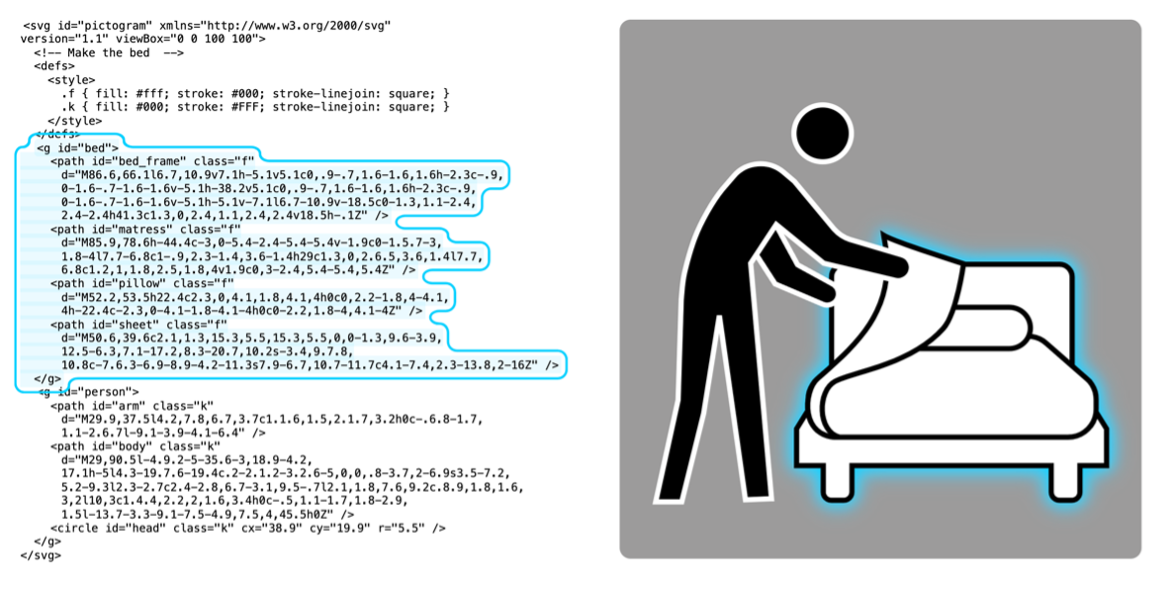 <svg id="pictogram" xmlns="http://www.w3.org/2000/svg"
version="1.1" viewBox="0 0 100 100">
<!-- Make the bed -->
<defs>
<style>
.f { fill: #fff; stroke: #000; stroke-linejoin: square; }
.k { fill: #000; stroke: #FFF; stroke-linejoin: square; }
</style>
</defs>
<g id="bed">
<path id="bed_frame" class="f"
d="M86.6,66.1l6.7,10.9v7.1h-5.1v5.1c0,.9-.7,1.6-1.6,1.6h-2.3c-.9,
0-1.6-.7-1.6-1.6v-5.1h-38.2v5.1c0,.9-.7,1.6-1.6,1.6h-2.3c-.9,
0-1.6-.7-1.6-1.6v-5.1h-5.1v-7.1l6.7-10.9v-18.5c0-1.3,1.1-2.4,
2.4-2.4h41.3c1.3,0,2.4,1.1,2.4,2.4v18.5h-.1Z" />
<path id="matress" class="f"
d="M85.9,78.6h-44.4c-3,0-5.4-2.4-5.4-5.4v-1.9c0-1.5.7-3,
1.8-4l7.7-6.8c1-.9,2.3-1.4,3.6-1.4h29c1.3,0,2.6.5,3.6,1.4l7.7,
6.8c1.2,1,1.8,2.5,1.8,4v1.9c0,3-2.4,5.4-5.4,5.4Z" />
<path id="pillow" class="f"
d="M52.2,53.5h22.4c2.3,0,4.1,1.8,4.1,4h0c0,2.2-1.8,4-4.1,
4h-22.4c-2.3,0-4.1-1.8-4.1-4h0c0-2.2,1.8-4,4.1-4Z" />
<path id="sheet" class="f"
d="M50.6,39.6c2.1,1.3,15.3,5.5,15.3,5.5,0,0-1.3,9.6-3.9,
12.5-6.3,7.1-17.2,8.3-20.7,10.2s-3.4,9.7.8,
10.8c-7.6.3-6.9-8.9-4.2-11.3s7.9-6.7,10.7-11.7c4.1-7.4,2.3-13.8,2-16Z" />
</g>
<g id="person">
<path id="arm" class="k"
d="M29.9,37.5l4.2,7.8,6.7,3.7c1.1.6,1.5,2.1.7,3.2h0c-.6.8-1.7,
1.1-2.6.7l-9.1-3.9-4.1-6.4" />
<path id="body" class="k"
d="M29,90.5l-4.9.2-5-35.6-3,18.9-4.2,
17.1h-5l4.3-19.7.6-19.4c.2-2.1.2-3.2.6-5,0,0,.8-3.7,2-6.9s3.5-7.2,
5.2-9.3l2.3-2.7c2.4-2.8,6.7-3.1,9.5-.7l2.1,1.8,7.6,9.2c.8.9,1.8,1.6,
3,2l10,3c1.4.4,2.2,2,1.6,3.4h0c-.5,1.1-1.7,1.8-2.9,
1.5l-13.7-3.3-9.1-7.5-4.9,7.5,4,45.5h0Z" />
<circle id="head" class="k" cx="38.9" cy="19.9" r="5.5" />
</g>
</svg>